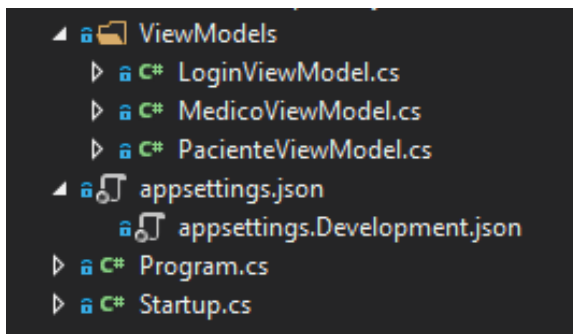 ViewModels
C# LoginViewModel.cs
C# MedicoViewModel.cs
C# PacienteViewModel.cs
appsettings.json
appsettings.Development.json
C# Program.cs
C# Startup.cs